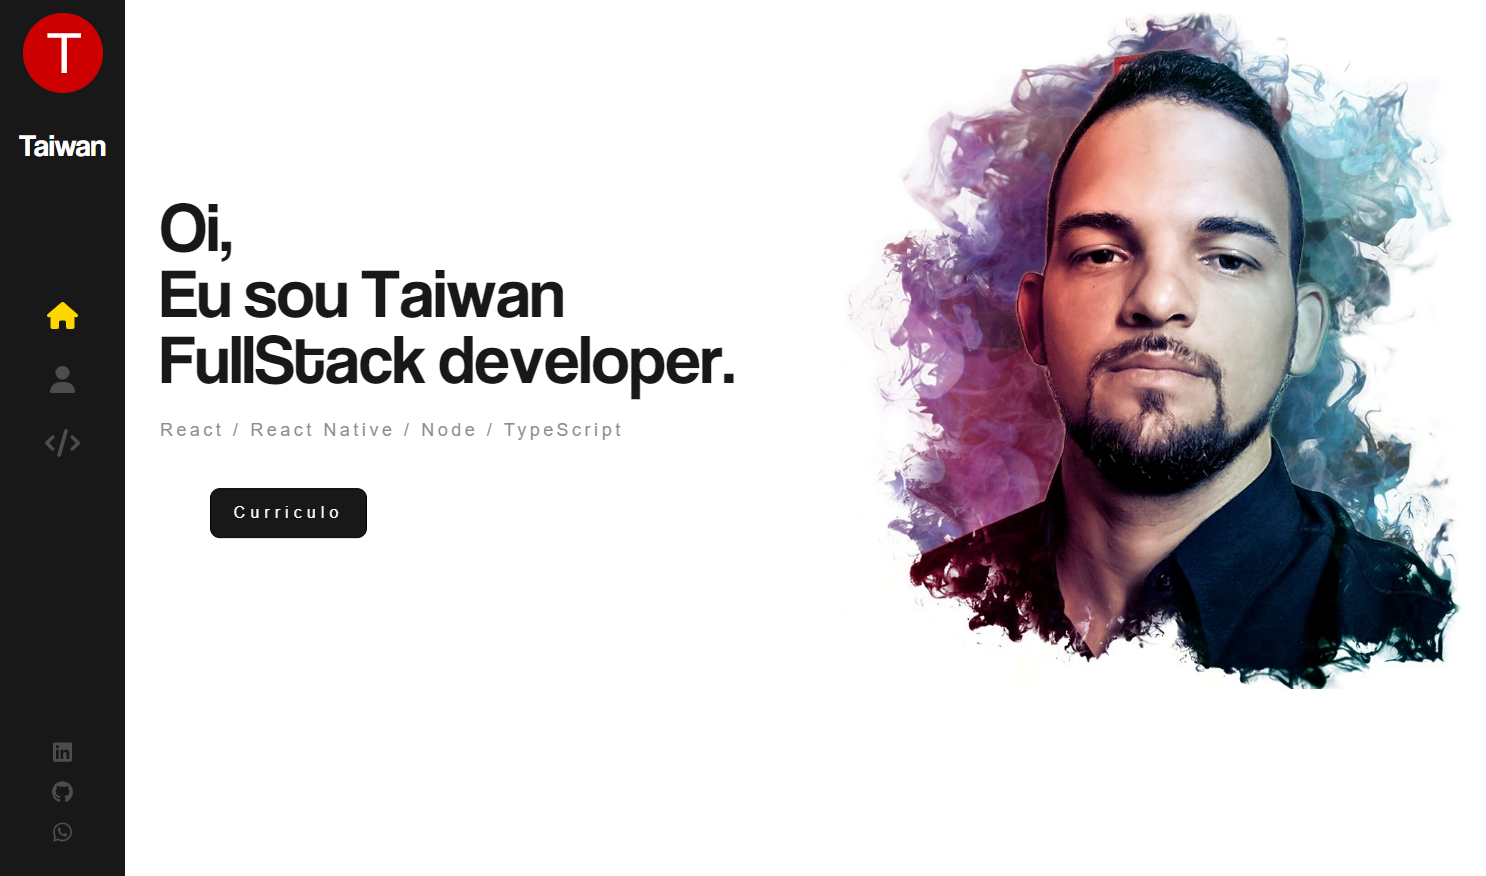 T
Taiwan
Oi,
Eu sou Taiwan
FullStack developer.
React / React Native / Node / TypeScript
Curriculo